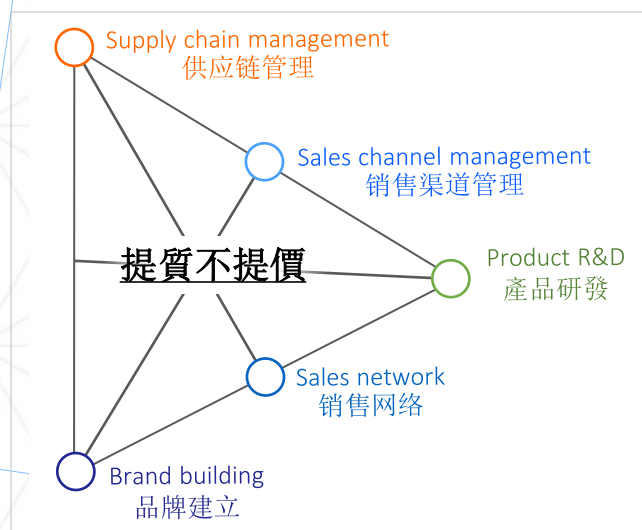 Supply chain management
供应链管理
Sales channel management
销售渠道管理
提質不提價
Product R&D
產品研發
Sales network
销售网络
Brand building
品牌建立